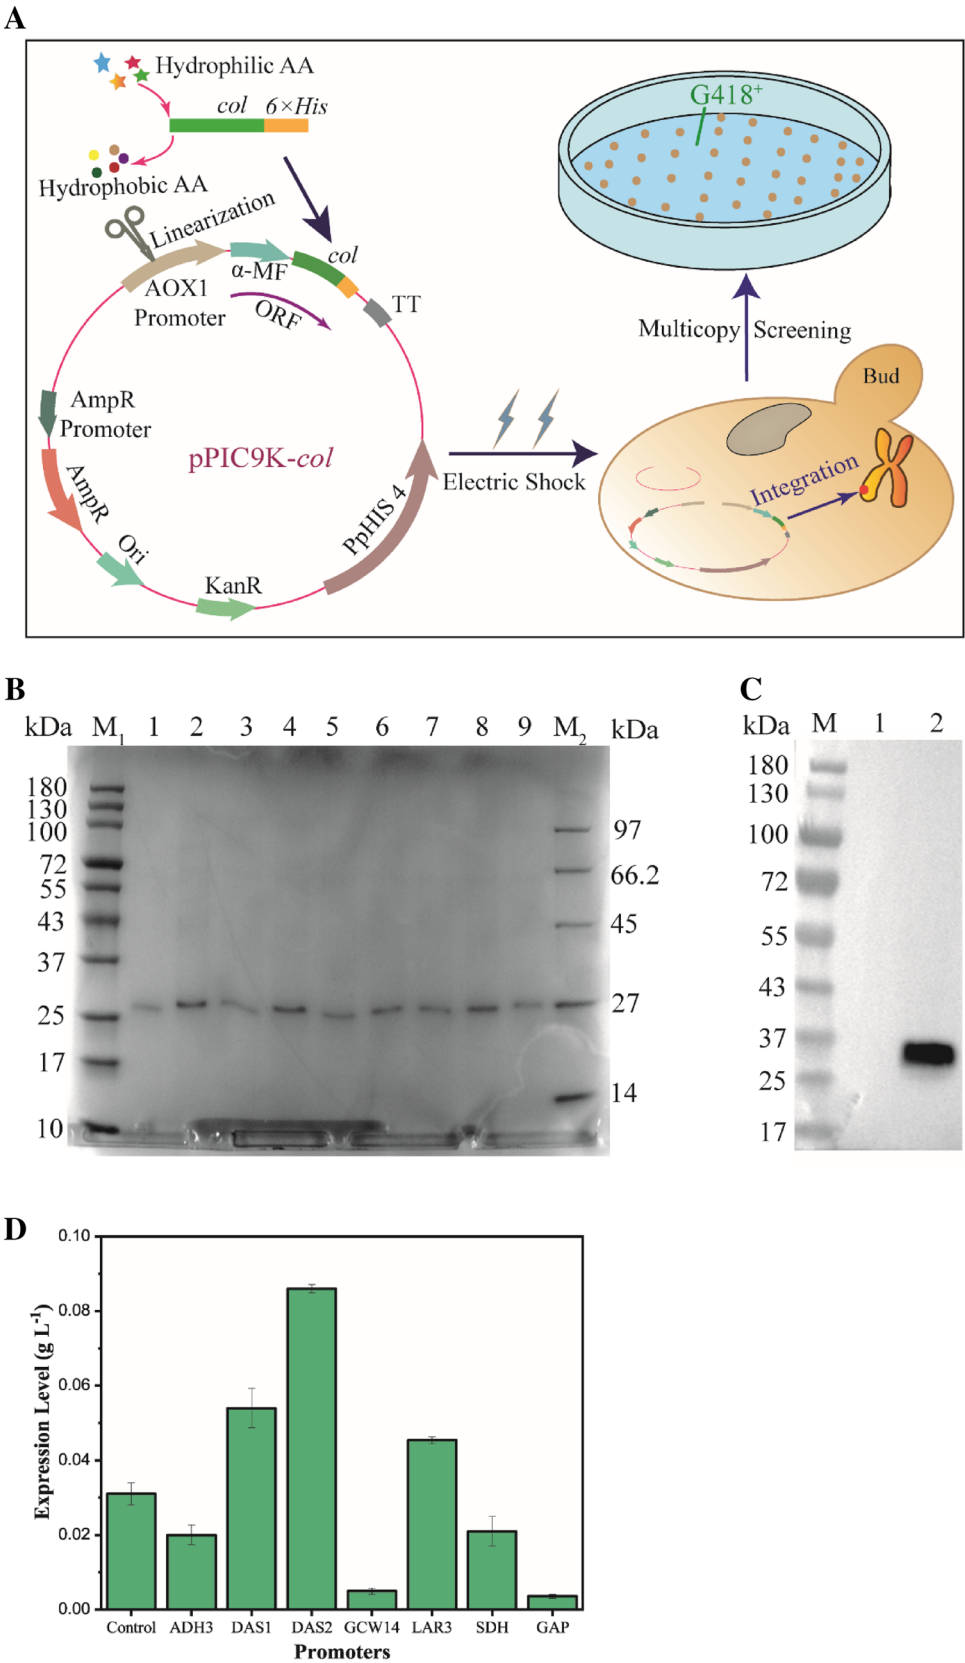 A
Hydrophilic AA
col 6×His
Hydrophobic AA
Linearization
α-MF
col
AOX1
Promoter
ORF
TT
AmpR
Promoter
AmpR
Ori
KanR
PpHIS 4
pPIC9K-col
Electric Shock
G418+
Multicopy Screening
Bud
Integration
B
kDa M1 1 2 3 4 5 6 7 8 9 M2 kDa
180
130
100
72
55
43
37
25
17
10
97
66.2
45
27
14
C
kDa M 1 2
180
130
100
72
55
43
37
25
17
D
Expression Level (g L-1)
0.10
0.08
0.06
0.04
0.02
0.00
Control ADH3 DAS1 DAS2 GCW14 LAR3 SDH GAP
Promoters